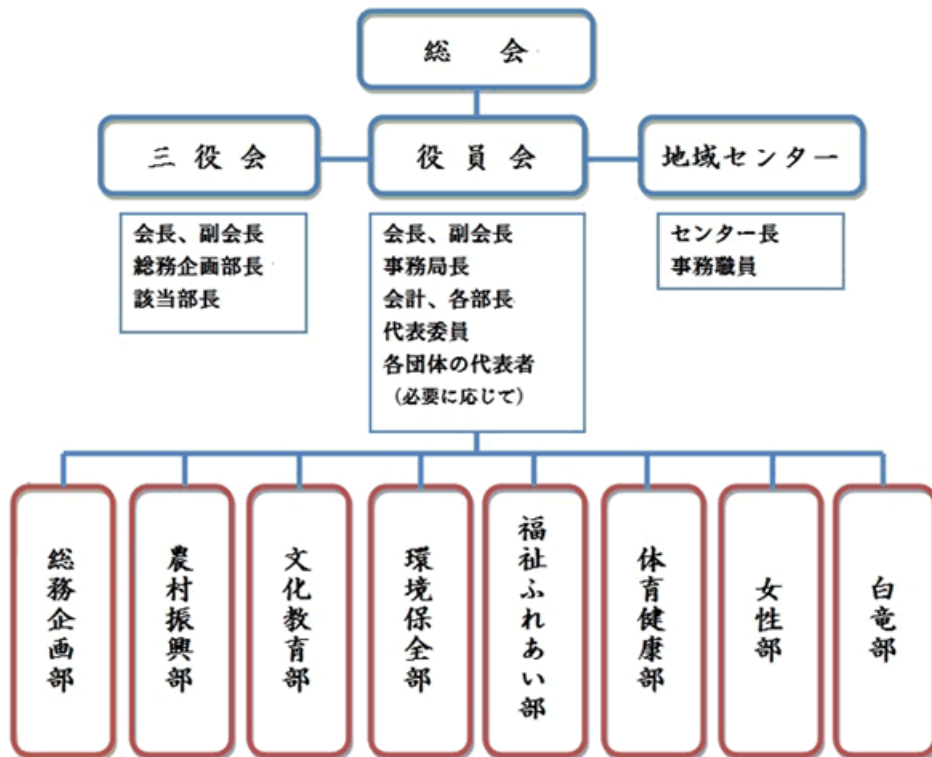 総会
三役会
役員会
地域センター
会長、副会長
総務企画部長
該当部長
会長、副会長
事務局長
会計、各部長
代表委員
各団体の代表者
(必要に応じて)
センター長
事務職員
総務企画部
農村振興部
文化教育部
環境保全部
福祉ふれあい部
体育健康部
女性部
白竜部